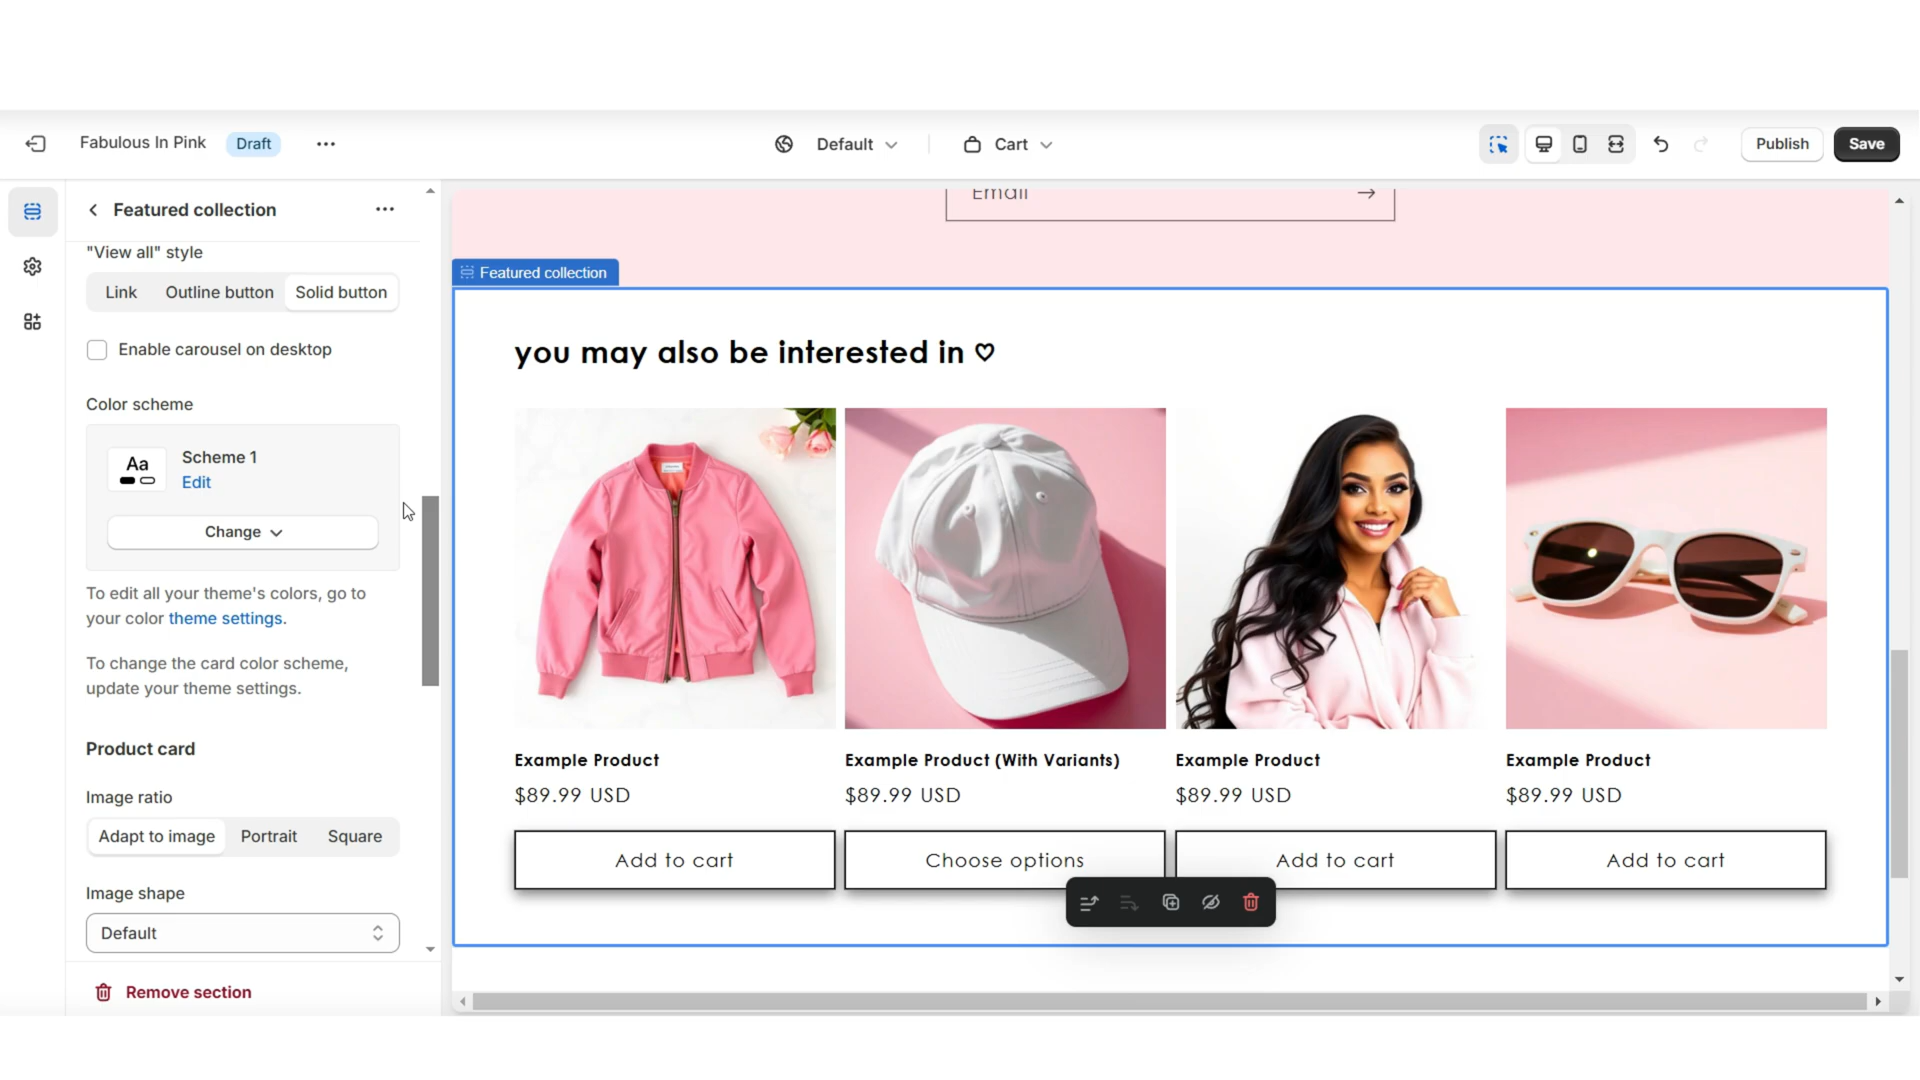 Fabulous In Pink
Draft
Default
Cart
Publish
Save
Featured collection
"View all" style
Link
Outline button
Solid button
Enable carousel on desktop
Color scheme
Aa
Scheme 1
Edit
Change
To edit all your theme's colors, go to
your color theme settings.
To change the card color scheme,
update your theme settings.
Product card
Image ratio
Adapt to image
Portrait
Square
Image shape
Default
Remove section
Email
Featured collection
you may also be interested in ♡
Example Product
$89.99 USD
Add to cart
Example Product (With Variants)
$89.99 USD
Choose options
Example Product
$89.99 USD
Add to cart
Example Product
$89.99 USD
Add to cart